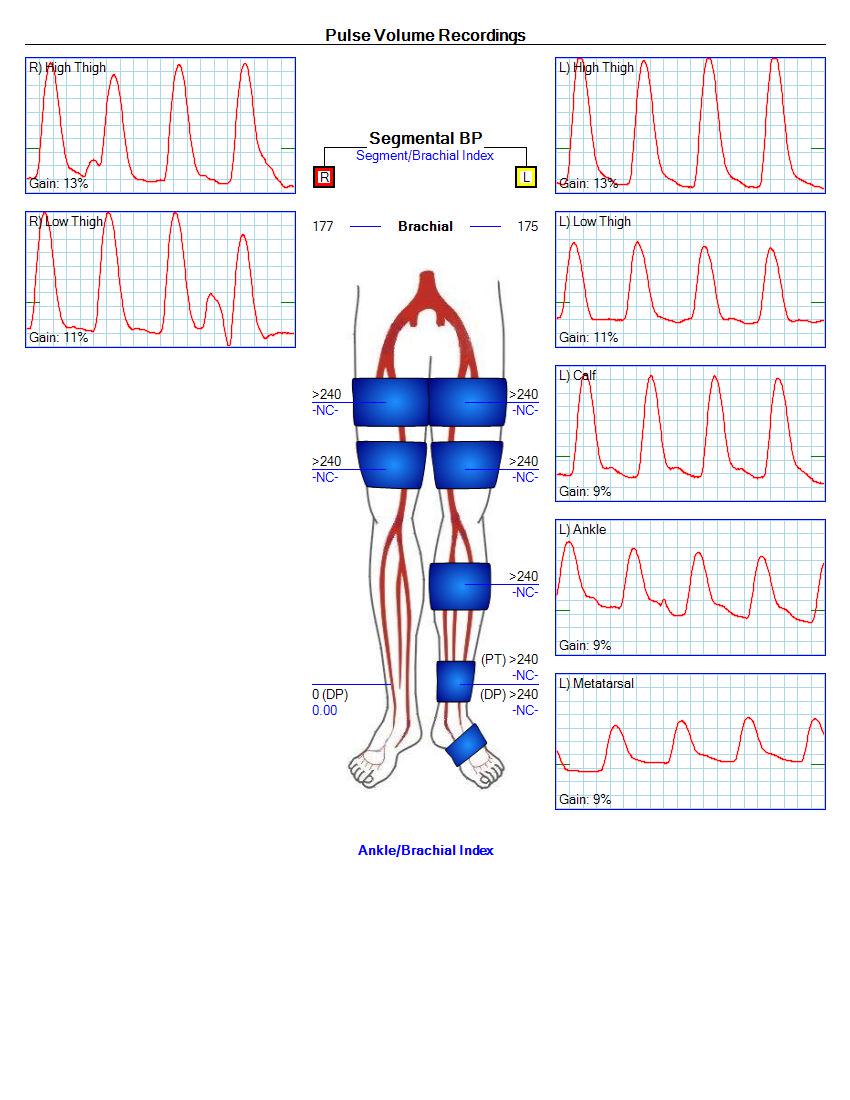 Pulse Volume Recordings
R) High Thigh
Gain: 13%
R) Low Thigh
Gain: 11%
Segmental BP
Segment/Brachial Index
R
L
177
Brachial
175
>240
-NC-
>240
-NC-
>240
-NC-
>240
-NC-
>240
-NC-
(PT) >240
-NC-
0 (DP)
0.00
(DP) >240
-NC-
Ankle/Brachial Index
L) High Thigh
Gain: 13%
L) Low Thigh
Gain: 11%
L) Calf
Gain: 9%
L) Ankle
Gain: 9%
L) Metatarsal
Gain: 9%